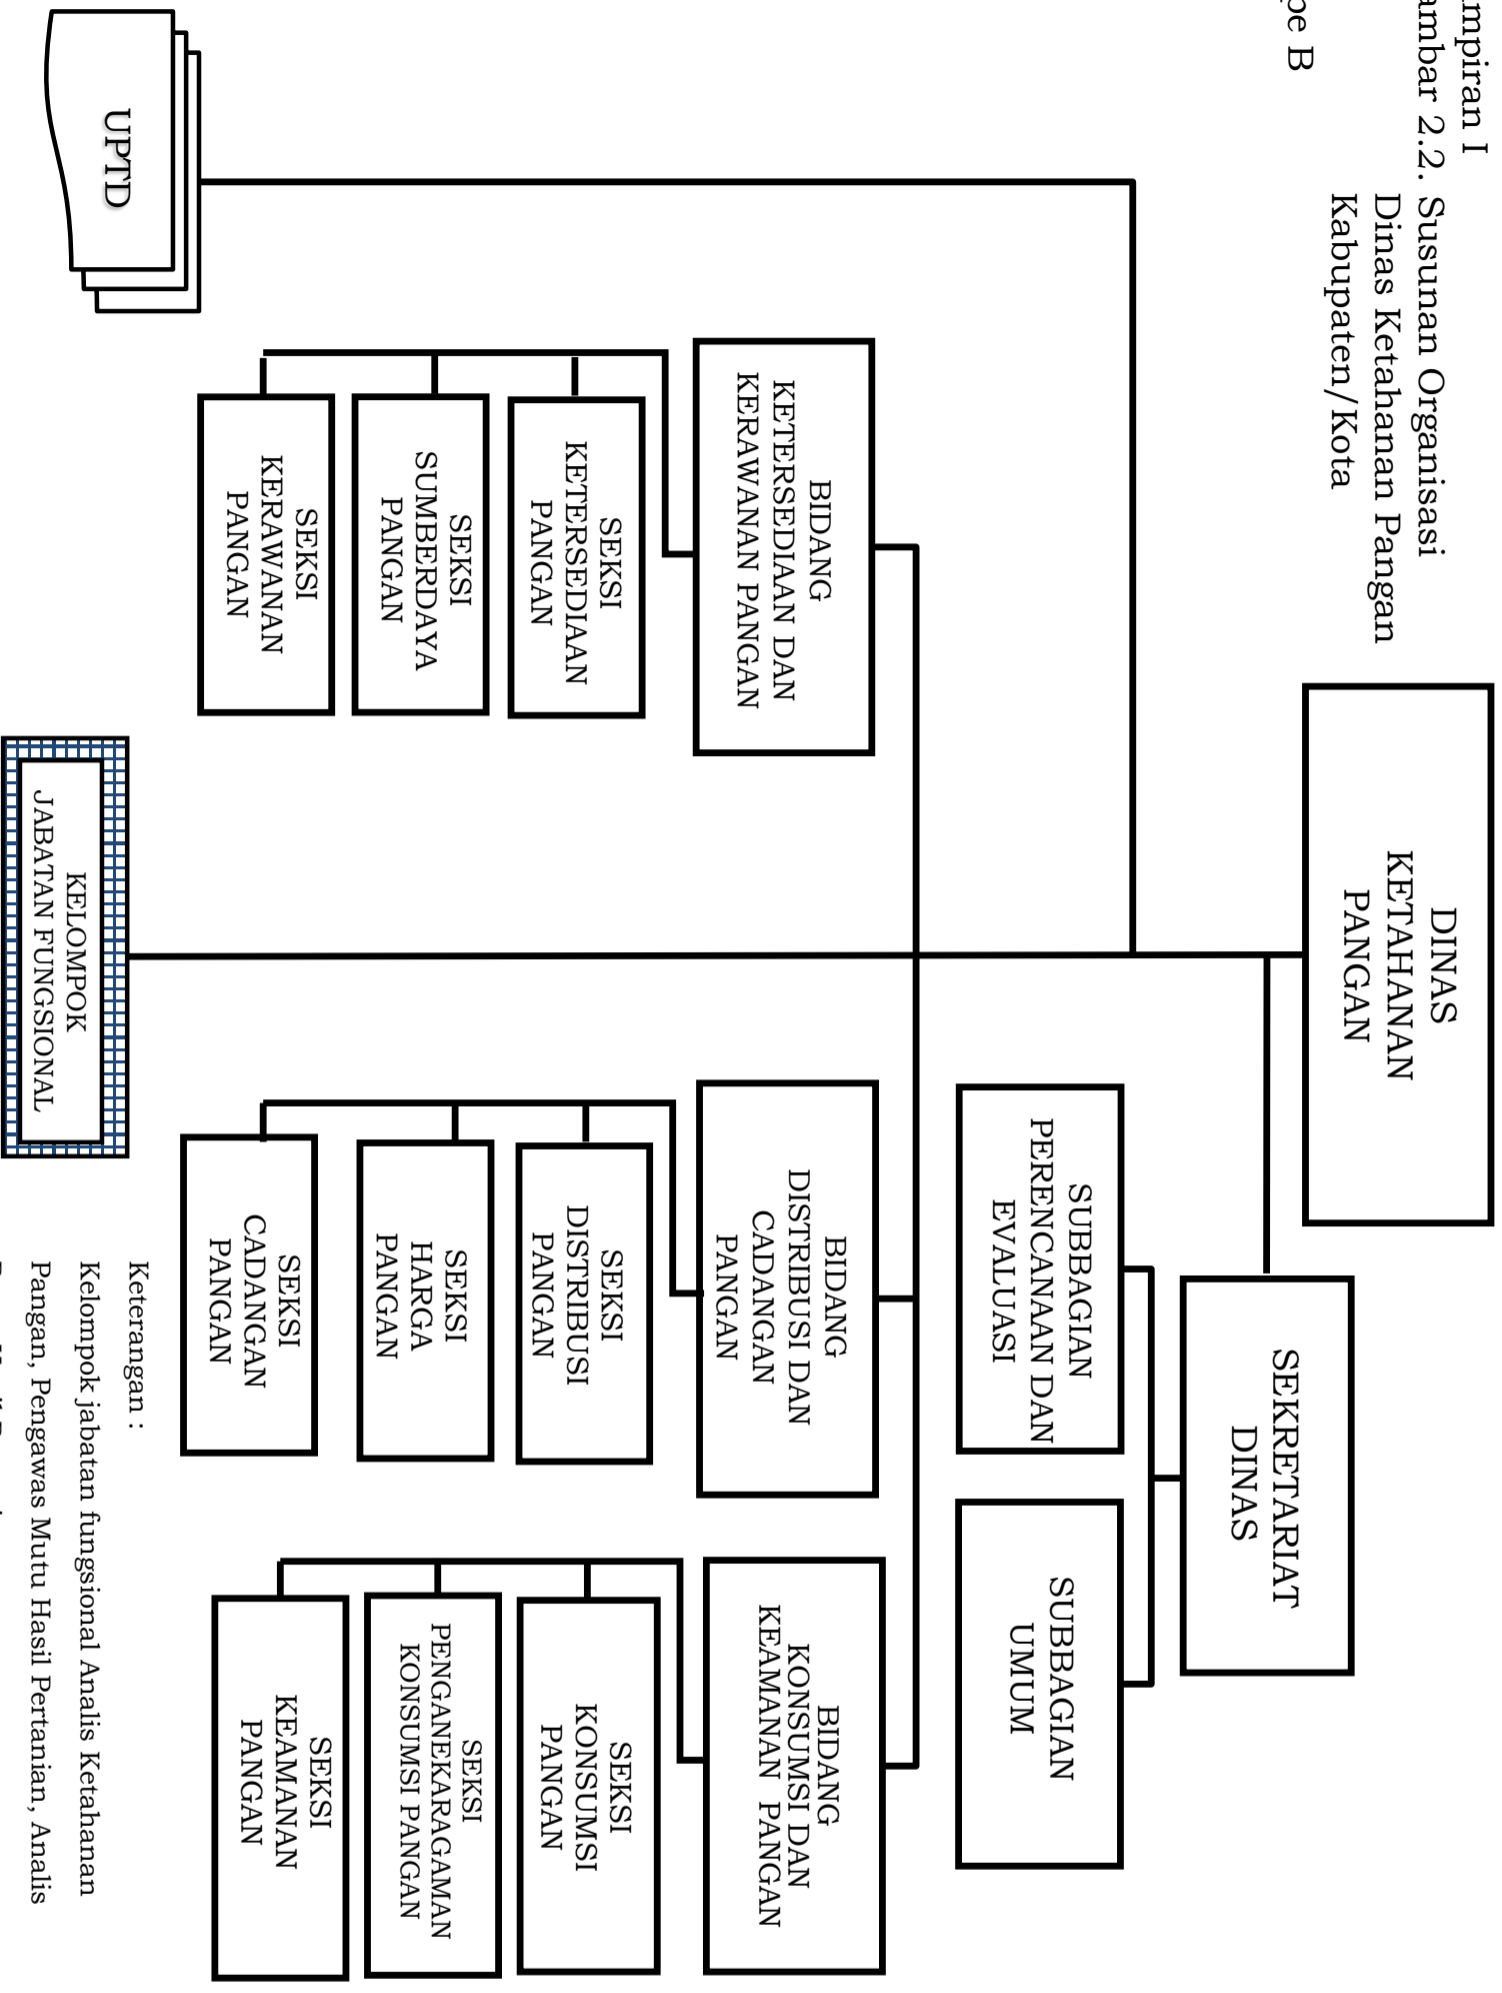 mpiran I
ambar 2.2. Susunan Organisasi
Dinas Ketahanan Pangan
Kabupaten/Kota
pe B
DINAS
KETAHANAN
PANGAN
SEKRETARIAT
DINAS
SUBBAGIAN
PERENCANAAN DAN
EVALUASI
SUBBAGIAN
UMUM
BIDANG
KETERSEDIAAN DAN
KERAWANAN PANGAN
SEKSI
KETERSEDIAAN
PANGAN
SEKSI
SUMBERDAYA
PANGAN
SEKSI
KERAWANAN
PANGAN
BIDANG
DISTRIBUSI DAN
CADANGAN
PANGAN
SEKSI
DISTRIBUSI
PANGAN
SEKSI
HARGA
PANGAN
SEKSI
CADANGAN
PANGAN
BIDANG
KONSUMSI DAN
KEAMANAN PANGAN
SEKSI
KONSUMSI
PANGAN
SEKSI
PENGANEKARAGAMAN
KONSUMSI PANGAN
SEKSI
KEAMANAN
PANGAN
UPTD
KELOMPOK
JABATAN FUNGSIONAL
Keterangan :
Kelompok jabatan fungsional Analis Ketahanan
Pangan, Pengawas Mutu Hasil Pertanian, Analis